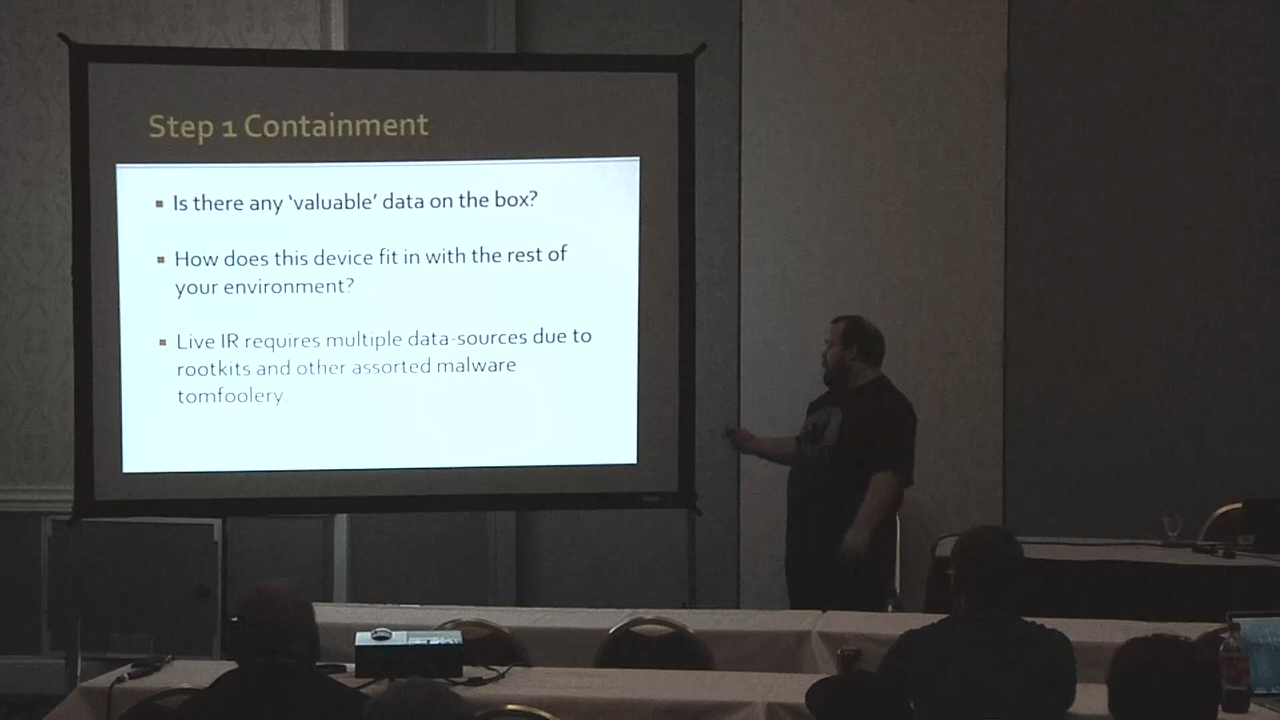 Step 1 Containment
Is there any ‘valuable’ data on the box?
How does this device fit in with the rest of
your environment?
Live IR requires multiple data-sources due to
rootkits and other assorted malware
tomfoolery.